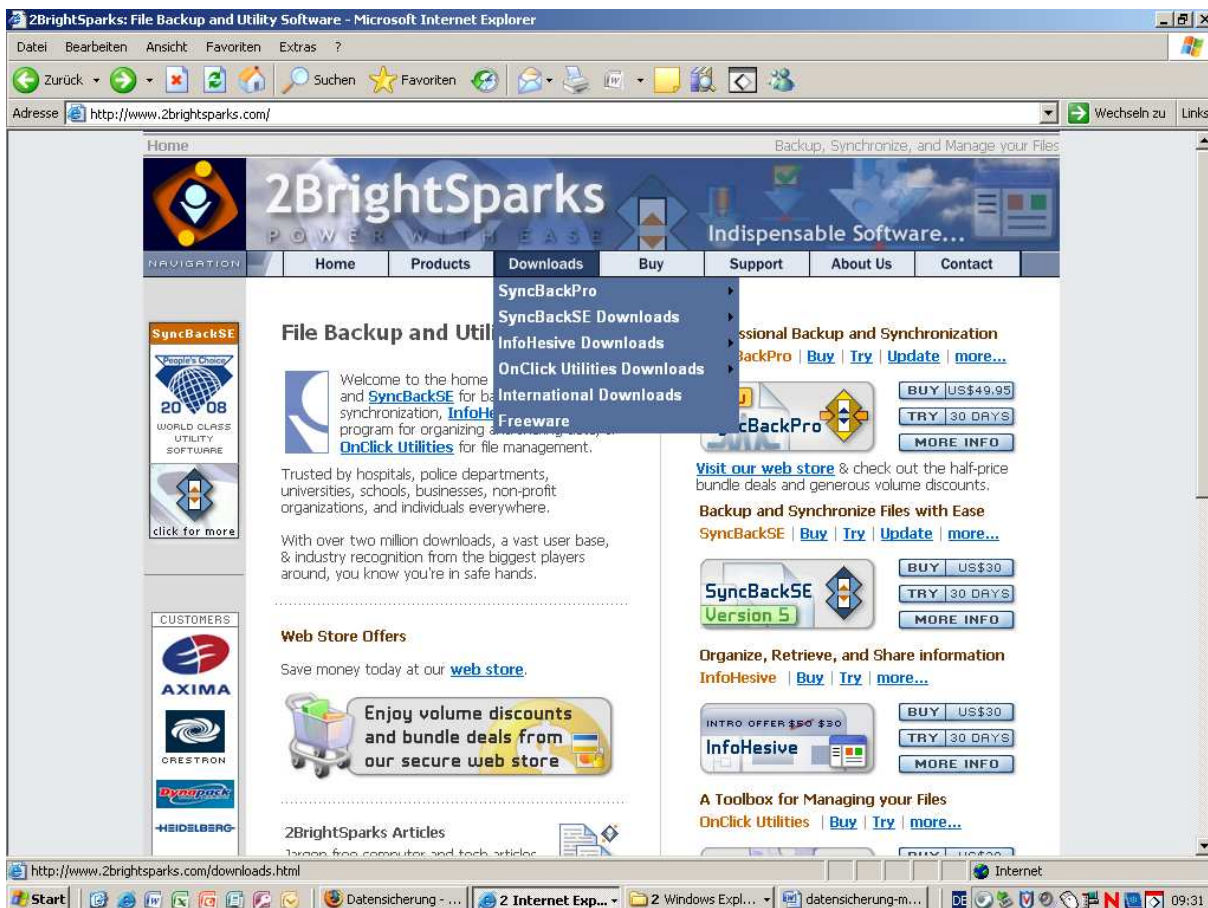 2BrightSparks: File Backup and Utility Software - Microsoft Internet Explorer
Datei Bearbeiten Ansicht Favoriten Extras ?
Zurück Suchen Favoriten
Adresse http://www.2brightsparks.com/ Wechseln zu Links
Home Backup, Synchronize, and Manage your Files
2BrightSparks
POWER WITH EASE
Indispensable Software...
NAVIGATION Home Products Downloads Buy Support About Us Contact
SyncBackPro
SyncBackSE Downloads
InfoHesive Downloads
OnClick Utilities Downloads
International Downloads
Freeware
SyncBackSE
People's Choice
20 08
WORLD CLASS
UTILITY
SOFTWARE
click for more
CUSTOMERS
AXIMA
CRESTRON
Dynapack
HEIDELBERG
File Backup and Util
Welcome to the home
and SyncBackSE for ba
synchronization, InfoHe
program for organizing
OnClick Utilities for file management.
Trusted by hospitals, police departments,
universities, schools, businesses, non-profit
organizations, and individuals everywhere.
With over two million downloads, a vast user base,
& industry recognition from the biggest players
around, you know you're in safe hands.
Web Store Offers
Save money today at our web store.
Enjoy volume discounts
and bundle deals from
our secure web store
2BrightSparks Articles
Jargon free computer and tech articles
ssional Backup and Synchronization
BackPro | Buy | Try | Update | more...
cBackPro
BUY US$49.95
TRY 30 DAYS
MORE INFO
Visit our web store & check out the half-price
bundle deals and generous volume discounts.
Backup and Synchronize Files with Ease
SyncBackSE | Buy | Try | Update | more...
SyncBackSE
Version 5
BUY US$30
TRY 30 DAYS
MORE INFO
Organize, Retrieve, and Share information
InfoHesive | Buy | Try | more...
INTRO OFFER $50 $30
InfoHesive
BUY US$30
TRY 30 DAYS
MORE INFO
A Toolbox for Managing your Files
OnClick Utilities | Buy | Try | more...
http://www.2brightsparks.com/downloads.html Internet
Start Datensicherung - ... 2 Internet Exp... 2 Windows Expl... datensicherung-m... DE 09:31